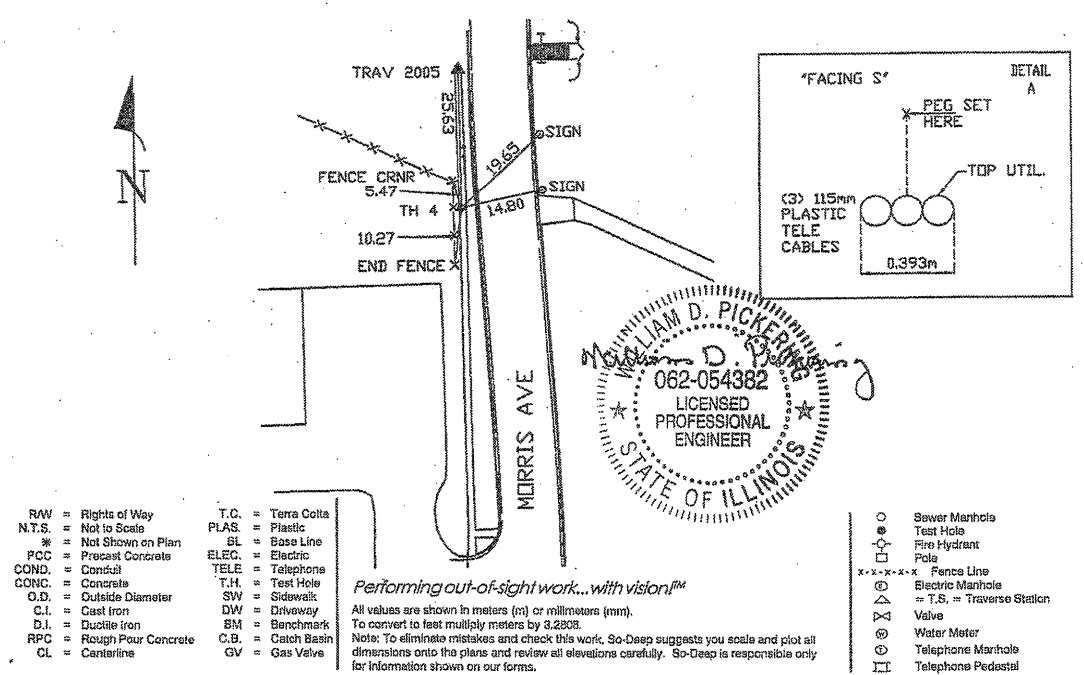 TRAV 2005
25.63
SIGN
19.65
FENCE CRNR
5.47
SIGN
TH 4
14.80
10.27
END FENCE
N
MORRIS AVE
"FACING S"
DETAIL
A
PEG SET
HERE
TOP UTIL.
(3) 115mm
PLASTIC
TELE
CABLES
0.393m
WILLIAM D. PICKERING
062-054382
LICENSED
PROFESSIONAL
ENGINEER
STATE OF ILLINOIS
R/W = Rights of Way
N.T.S. = Not to Scale
* = Not Shown on Plan
PCC = Precast Concrete
COND. = Conduit
CONC. = Concrete
O.D. = Outside Diameter
C.I. = Cast Iron
D.I. = Ductile Iron
RPC = Rough Pour Concrete
CL = Centerline
T.C. = Terra Cotta
PLAS. = Plastic
BL = Base Line
ELEC. = Electric
TELE = Telephone
T.H. = Test Hole
SW = Sidewalk
DW = Driveway
BM = Benchmark
C.B. = Catch Basin
GV = Gas Valve
Performing out-of-sight work...with vision!™
All values are shown in meters (m) or millimeters (mm).
To convert to feet multiply meters by 3.2808.
Note: To eliminate mistakes and check this work, So-Deep suggests you scale and plot all
dimensions onto the plans and review all elevations carefully. So-Deep is responsible only
for information shown on our forms.
Sewer Manhole
Test Hole
Fire Hydrant
Pole
x-x-x-x-x Fence Line
E Electric Manhole
= T.S. = Traverse Station
Valve
W Water Meter
T Telephone Manhole
Telephone Pedestal